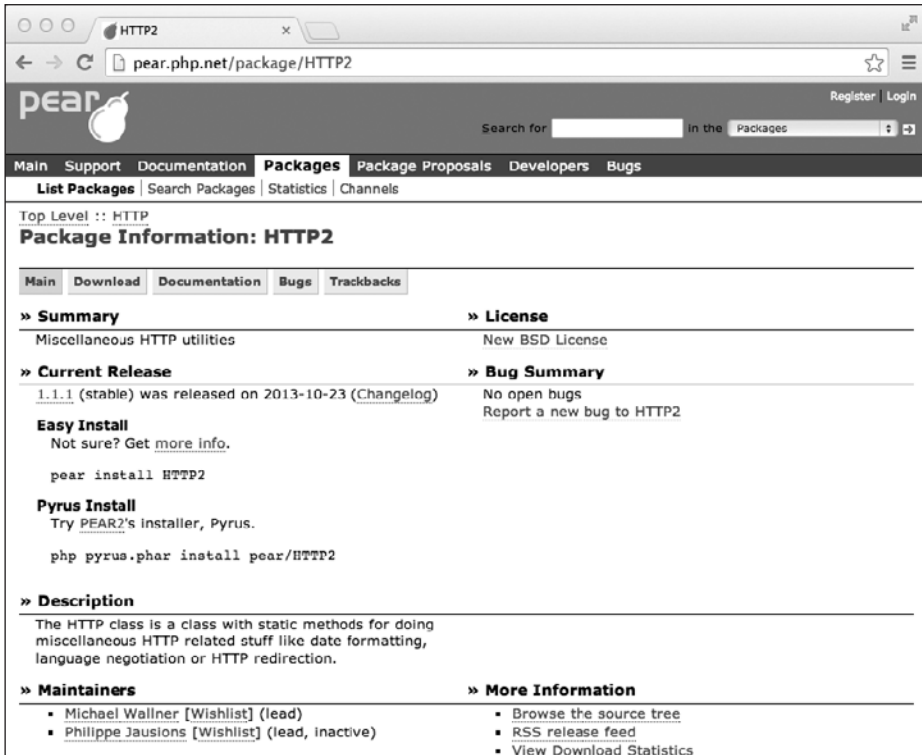 HTTP2
pear.php.net/package/HTTP2
pear
Register | Login
Search for in the Packages
Main Support Documentation Packages Package Proposals Developers Bugs
List Packages | Search Packages | Statistics | Channels
Top Level :: HTTP
Package Information: HTTP2
Main Download Documentation Bugs Trackbacks
» Summary
Miscellaneous HTTP utilities
» License
New BSD License
» Current Release
1.1.1 (stable) was released on 2013-10-23 (Changelog)
Easy Install
Not sure? Get more info.
pear install HTTP2
Pyrus Install
Try PEAR2's installer, Pyrus.
php pyrus.phar install pear/HTTP2
» Bug Summary
No open bugs
Report a new bug to HTTP2
» Description
The HTTP class is a class with static methods for doing
miscellaneous HTTP related stuff like date formatting,
language negotiation or HTTP redirection.
» Maintainers
▪ Michael Wallner [Wishlist] (lead)
▪ Philippe Jausions [Wishlist] (lead, inactive)
» More Information
▪ Browse the source tree
▪ RSS release feed
▪ View Download Statistics